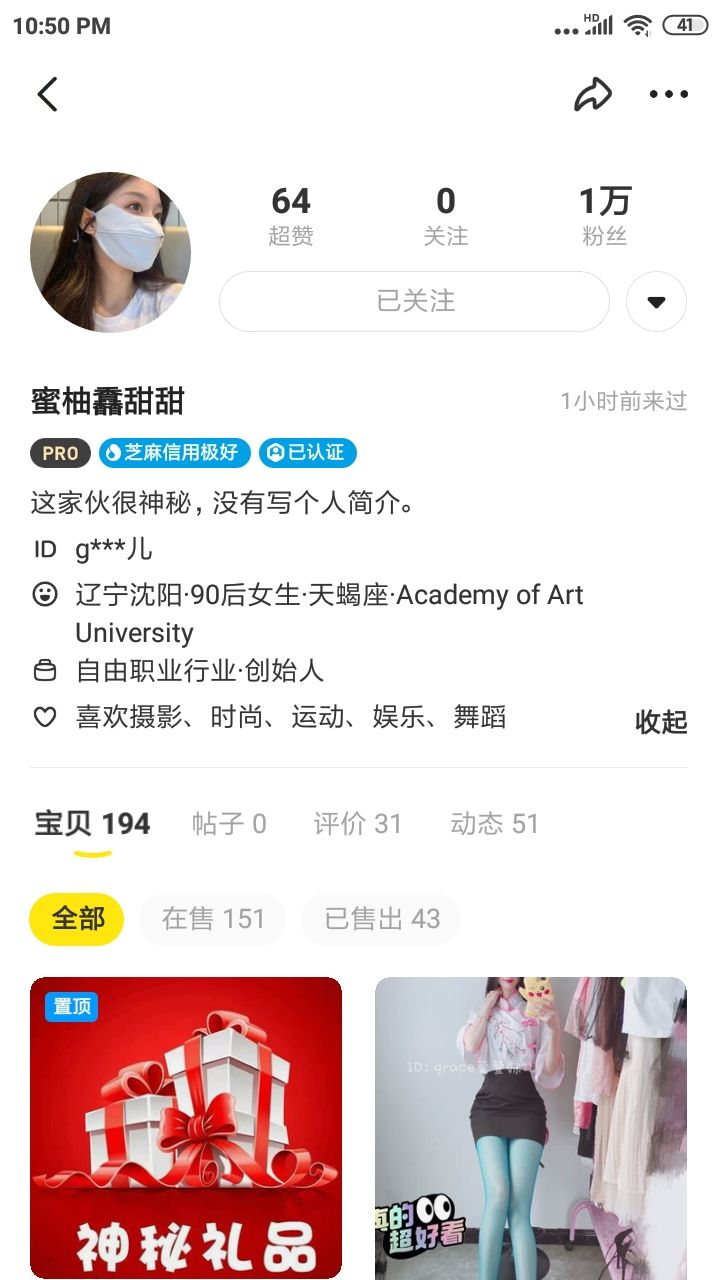 10:50 PM
HD
41
64
0
1万
超赞
关注
粉丝
已关注
蜜柚馫甜甜
1小时前来过
PRO
芝麻信用极好
已认证
这家伙很神秘，没有写个人简介。
ID g***儿
辽宁沈阳·90后女生·天蝎座·Academy of Art
University
自由职业行业·创始人
喜欢摄影、时尚、运动、娱乐、舞蹈
收起
宝贝 194
帖子 0
评价 31
动态 51
全部
在售 151
已售出 43
置顶
神秘礼品
ID: grace
真的
超好看